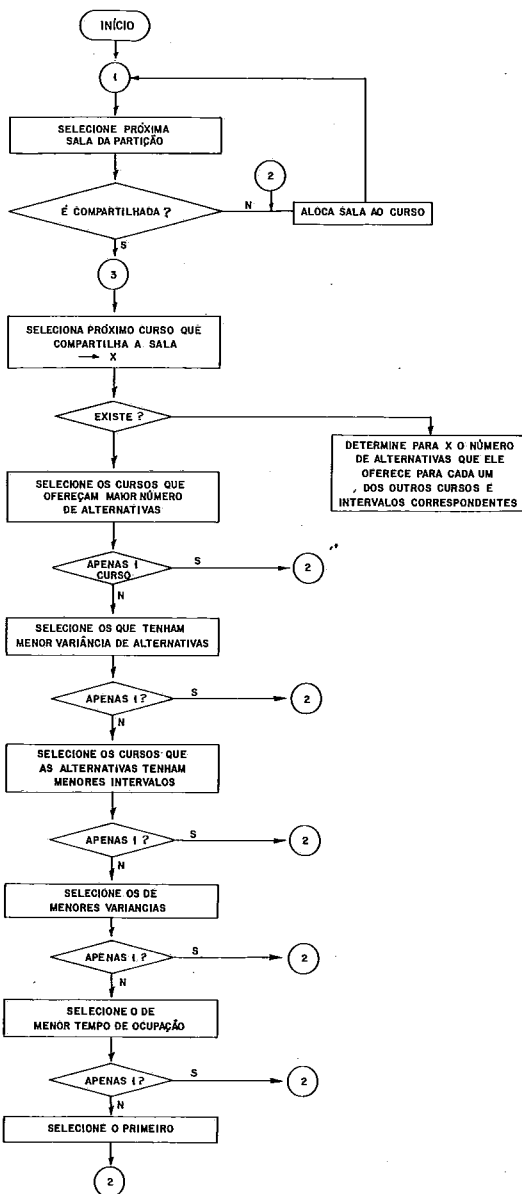 INÍCIO
1
SELECIONE PRÓXIMA
SALA DA PARTIÇÃO
2
É COMPARTILHADA ?
N
ALOCA SALA AO CURSO
S
3
SELECIONA PRÓXIMO CURSO QUE
COMPARTILHA A SALA
→ X
EXISTE ?
DETERMINE PARA X O NÚMERO
DE ALTERNATIVAS QUE ELE
OFERECE PARA CADA UM
DOS OUTROS CURSOS E
INTERVALOS CORRESPONDENTES
SELECIONE OS CURSOS QUE
OFEREÇAM MAIOR NÚMERO
DE ALTERNATIVAS
APENAS 1
CURSO
S
2
N
SELECIONE OS QUE TENHAM
MENOR VARIÂNCIA DE ALTERNATIVAS
APENAS 1 ?
S
2
N
SELECIONE OS CURSOS QUE
AS ALTERNATIVAS TENHAM
MENORES INTERVALOS
APENAS 1 ?
S
2
N
SELECIONE OS DE
MENORES VARIANCIAS
APENAS 1 ?
S
2
N
SELECIONE O DE
MENOR TEMPO DE OCUPAÇÃO
APENAS 1 ?
S
2
N
SELECIONE O PRIMEIRO
2